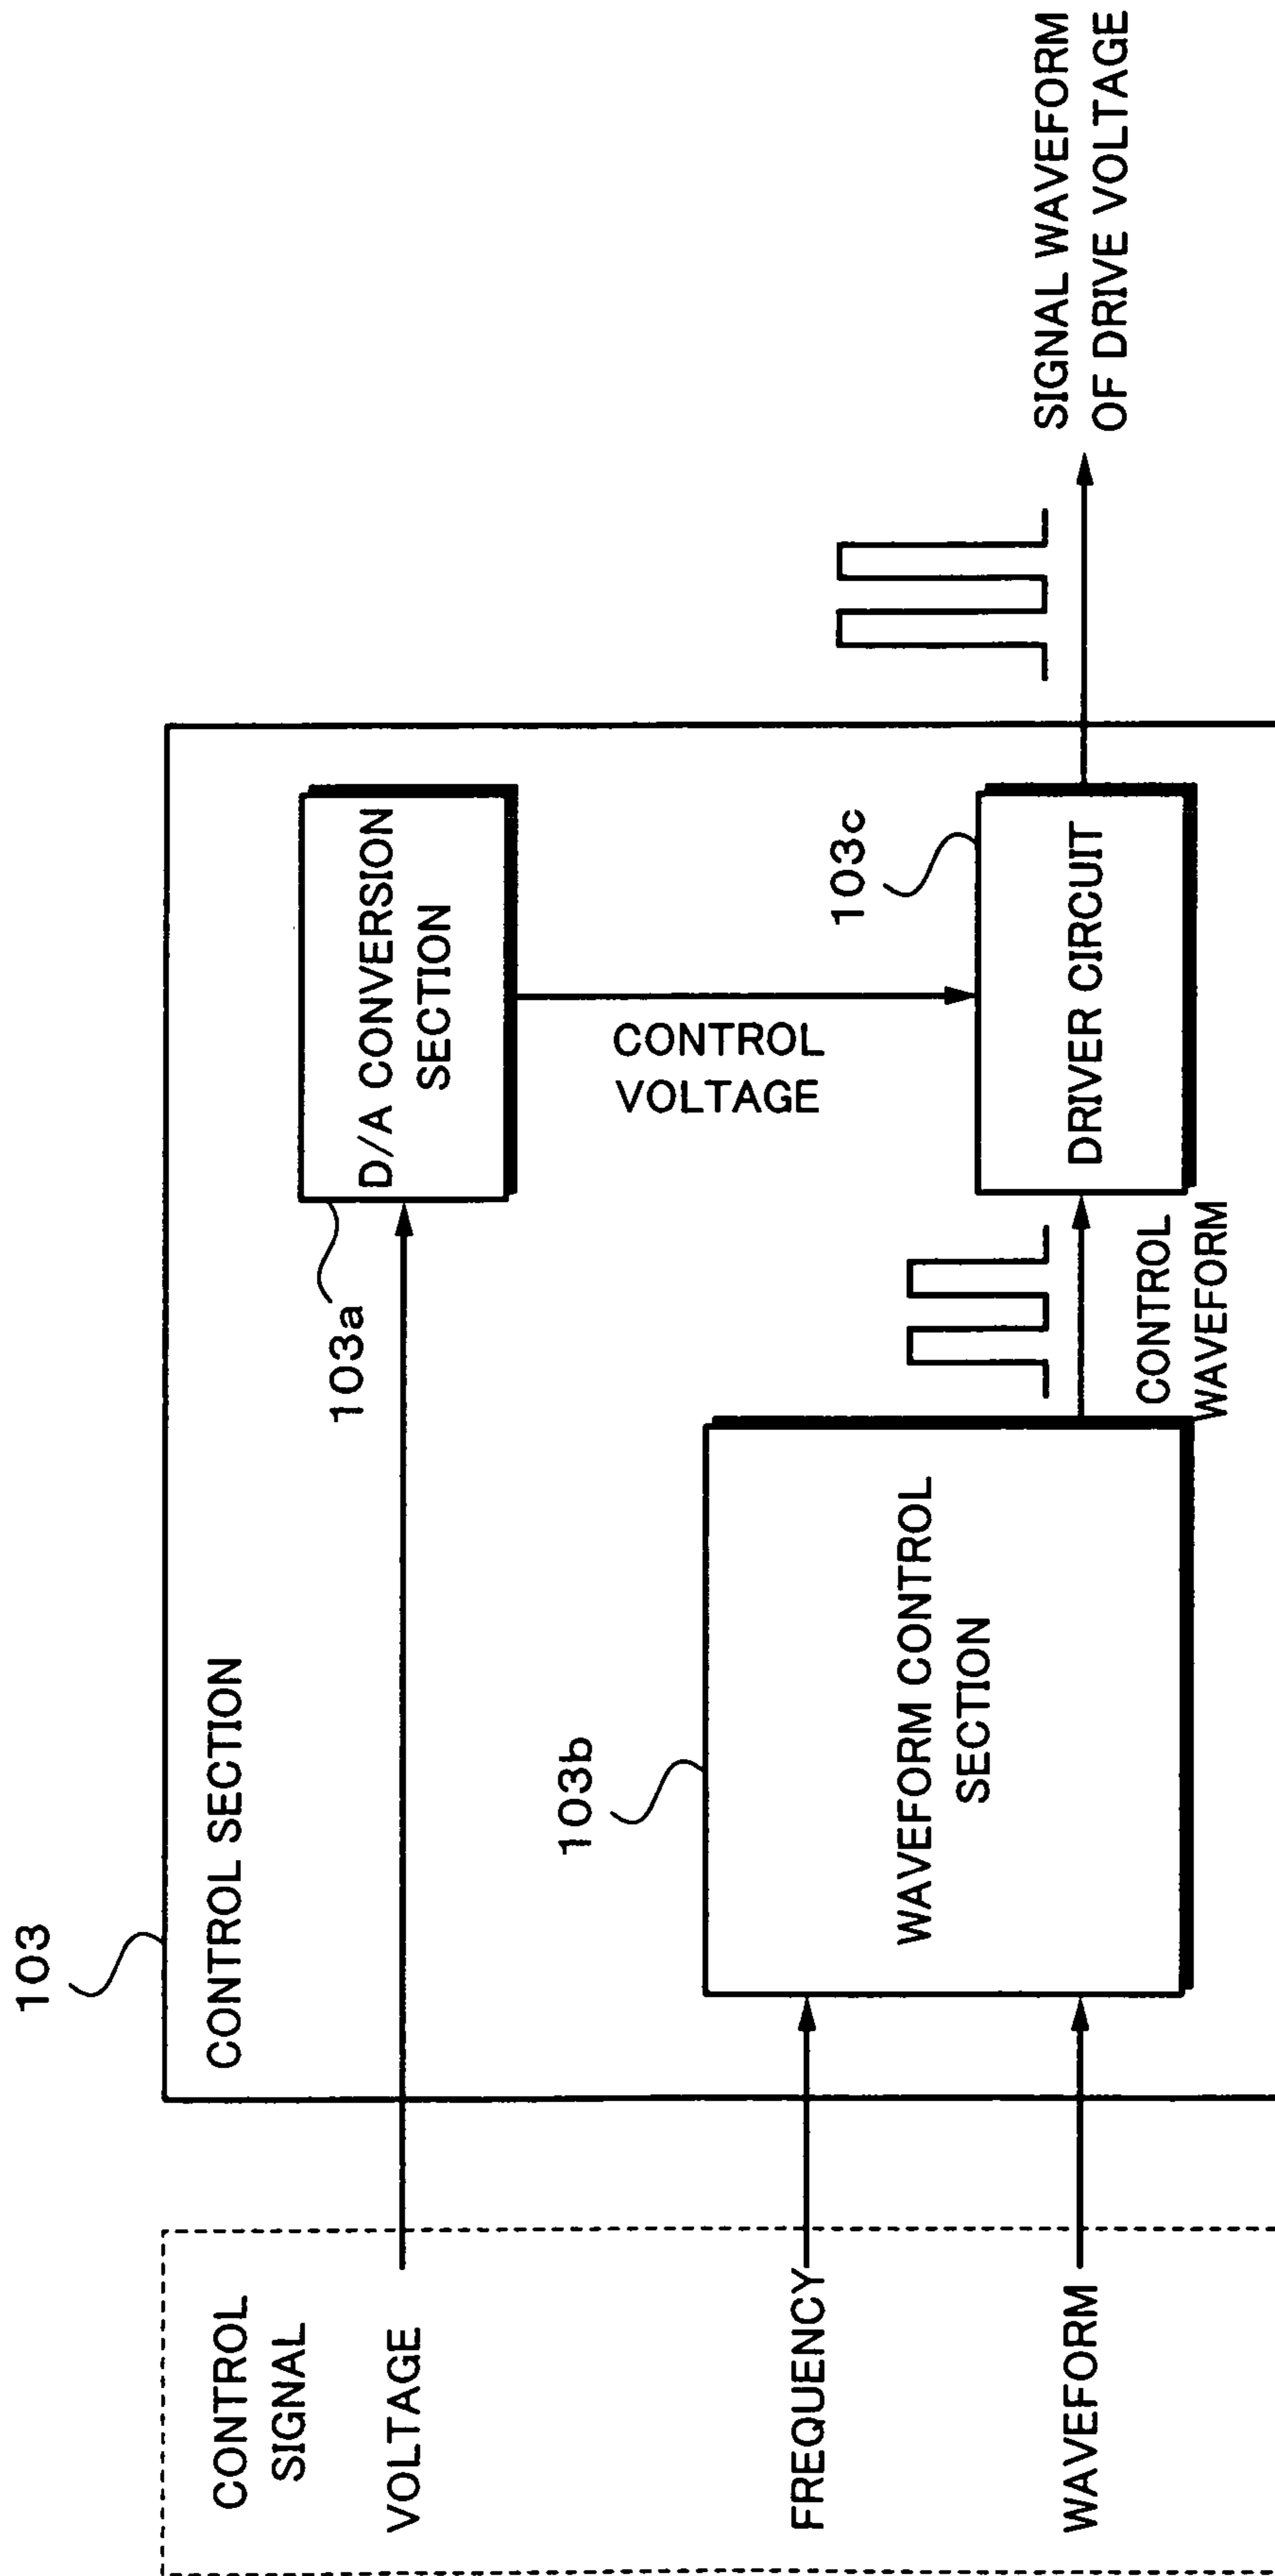 103
CONTROL SECTION
CONTROL
SIGNAL
VOLTAGE
103a
D/A CONVERSION
SECTION
CONTROL
VOLTAGE
103b
FREQUENCY
WAVEFORM
WAVEFORM CONTROL
SECTION
CONTROL
WAVEFORM
103c
DRIVER CIRCUIT
SIGNAL WAVEFORM
OF DRIVE VOLTAGE